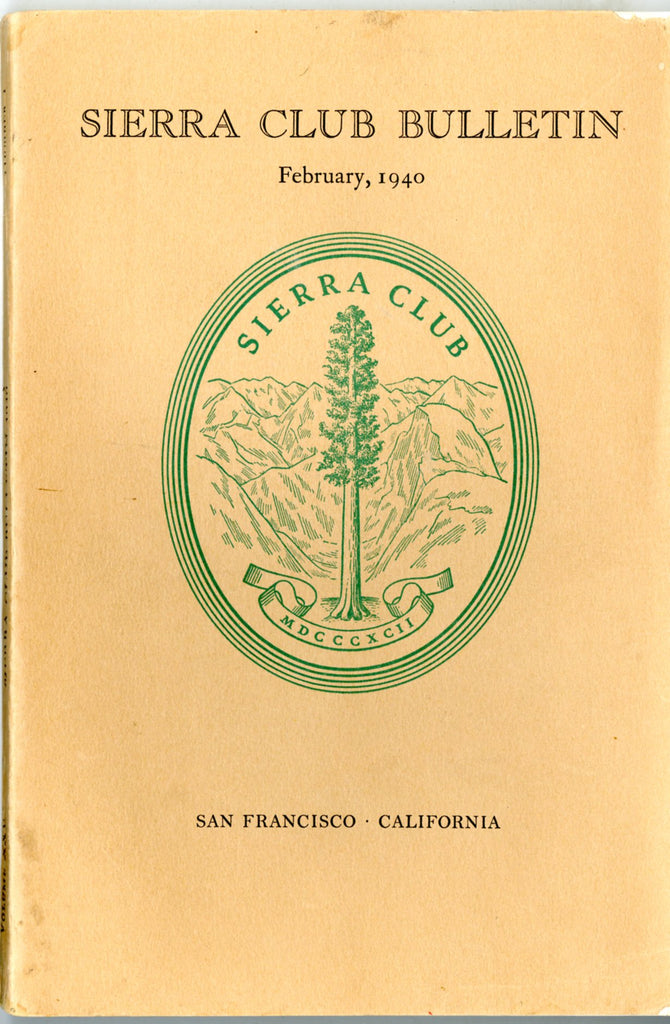 SIERRA CLUB BULLETIN
February, 1940
SIERRA CLUB
MDCCCXCII
SAN FRANCISCO · CALIFORNIA